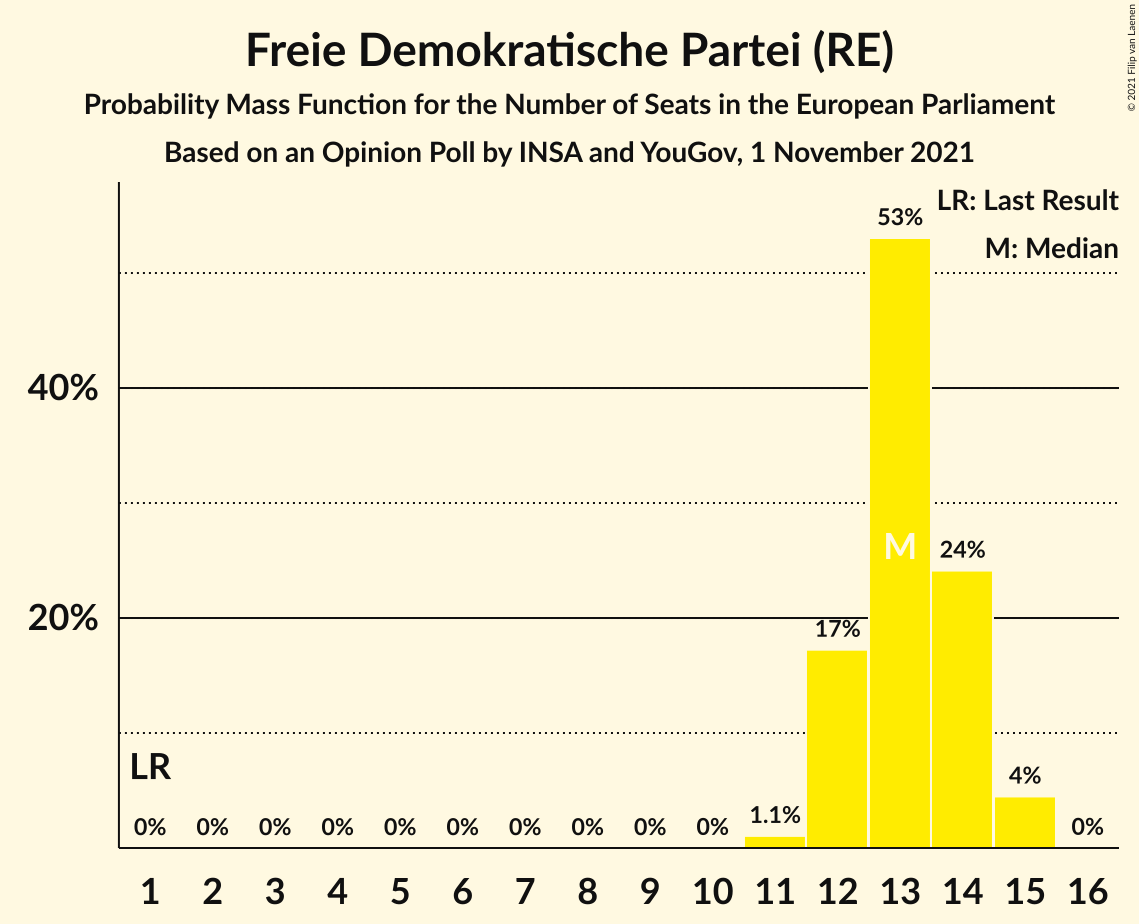 Freie Demokratische Partei (RE)
Probability Mass Function for the Number of Seats in the European Parliament
Based on an Opinion Poll by INSA and YouGov, 1 November 2021
© 2021 Filip van Laenen
LR: Last Result
M: Median
53%
40%
M
24%
20%
17%
LR
4%
1.1%
0% 0% 0% 0% 0% 0% 0% 0% 0% 0% 0%
1 2 3 4 5 6 7 8 9 10 11 12 13 14 15 16